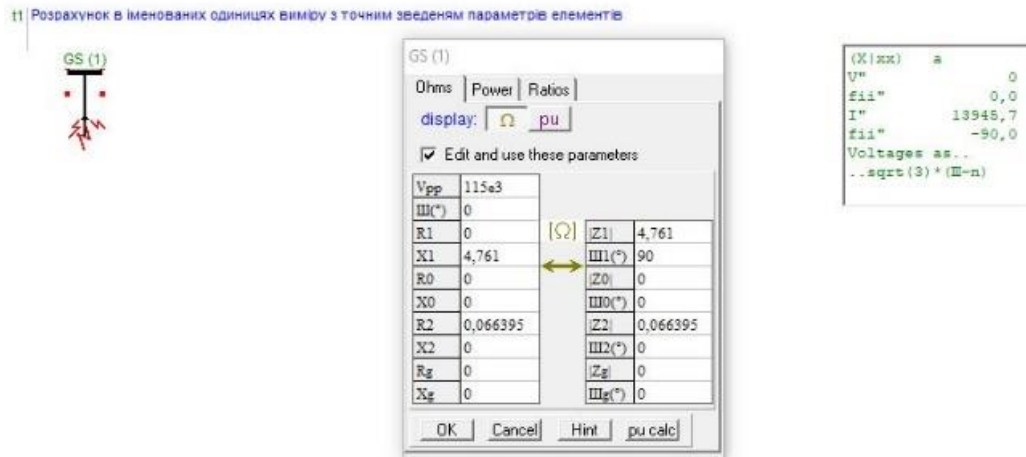 t1 Розрахунок в іменованих одиницях виміру з точним зведеням параметрів елементів
GS (1)
GS (1)
Ohms Power Ratios
display: Ω pu
Edit and use these parameters
Vpp 115e3
Ш(°) 0
R1 0 [Ω] |Z1| 4,761
X1 4,761 Ш1(°) 90
R0 0 |Z0| 0
X0 0 Ш0(°) 0
R2 0,066395 |Z2| 0,066395
X2 0 Ш2(°) 0
Rg 0 |Zg| 0
Xg 0 Шg(°) 0
OK Cancel Hint pu calc
(X|xx) a
V" 0
fii" 0,0
I" 13945,7
fii" -90,0
Voltages as..
..sqrt(3)*(Ш-n)